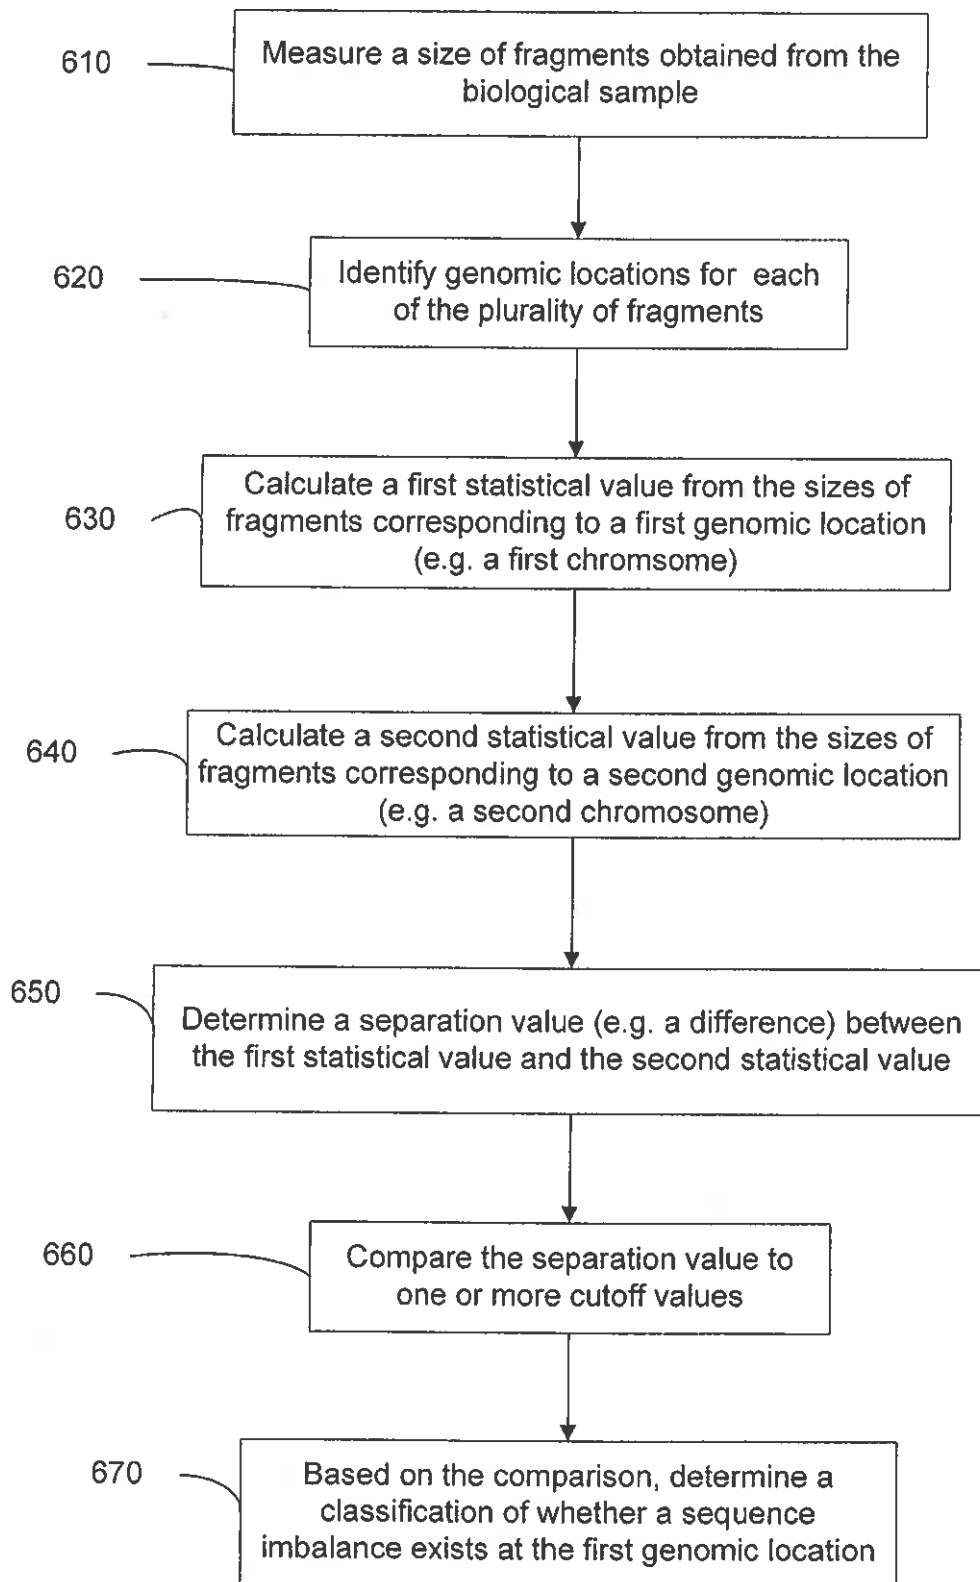 610
Measure a size of fragments obtained from the
biological sample
620
Identify genomic locations for each
of the plurality of fragments
630
Calculate a first statistical value from the sizes of
fragments corresponding to a first genomic location
(e.g. a first chromsome)
640
Calculate a second statistical value from the sizes of
fragments corresponding to a second genomic location
(e.g. a second chromosome)
650
Determine a separation value (e.g. a difference) between
the first statistical value and the second statistical value
660
Compare the separation value to
one or more cutoff values
670
Based on the comparison, determine a
classification of whether a sequence
imbalance exists at the first genomic location